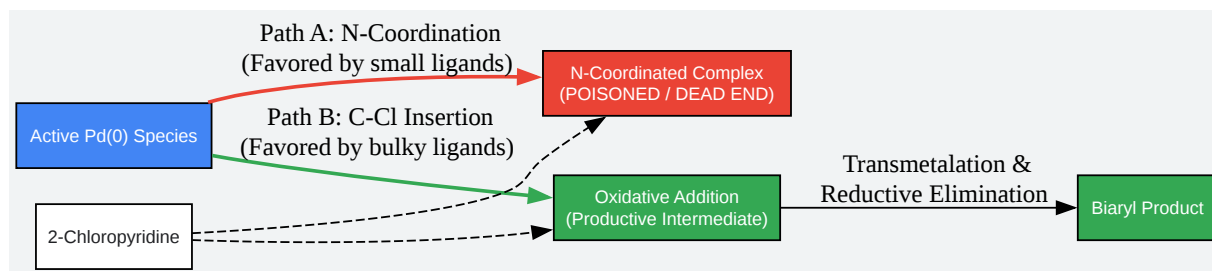 Path A: N-Coordination
(Favored by small ligands)
N-Coordinated Complex
(POISONED / DEAD END)
Active Pd(0) Species
Path B: C-Cl Insertion
(Favored by bulky ligands)
Transmetalation &
Reductive Elimination
Oxidative Addition
(Productive Intermediate)
Biaryl Product
2-Chloropyridine